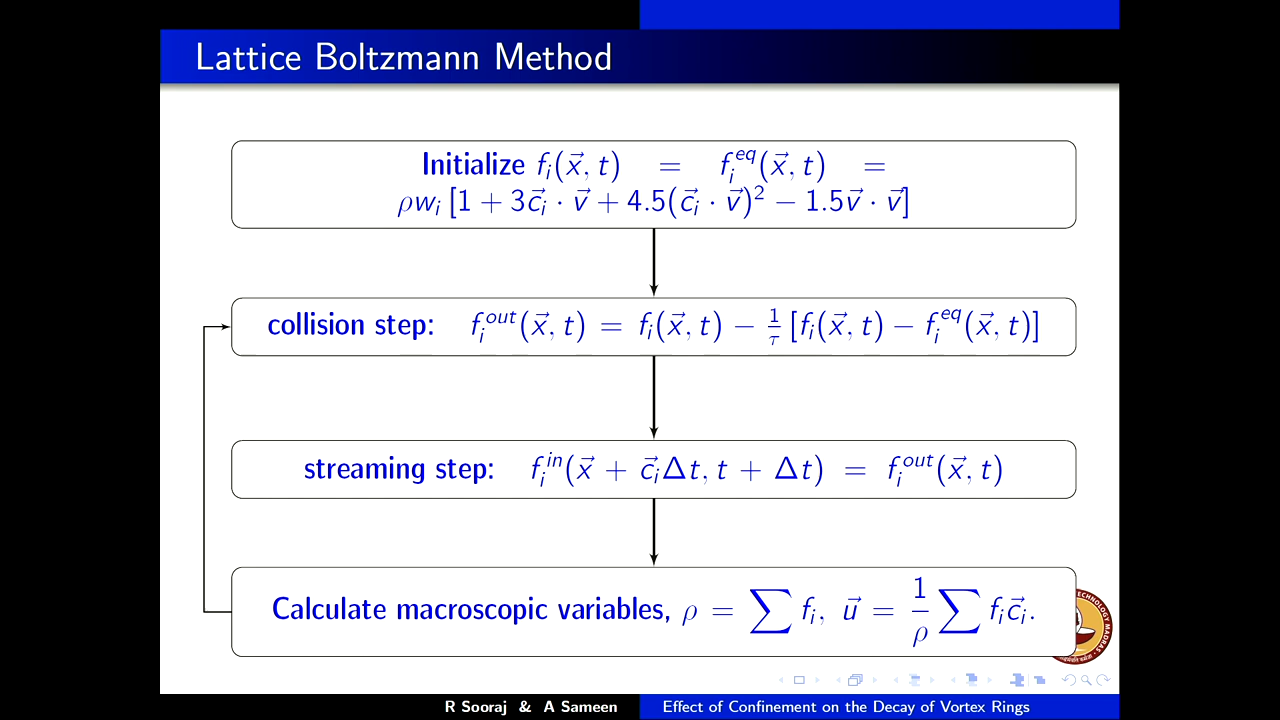 Lattice Boltzmann Method
Initialize f_i(x⃗, t) = f_i^{eq}(x⃗, t) =
ρw_i [1 + 3c⃗_i · v⃗ + 4.5(c⃗_i · v⃗)² − 1.5v⃗ · v⃗]
collision step: f_i^{out}(x⃗, t) = f_i(x⃗, t) − 1/τ [f_i(x⃗, t) − f_i^{eq}(x⃗, t)]
streaming step: f_i^{in}(x⃗ + c⃗_iΔt, t + Δt) = f_i^{out}(x⃗, t)
Calculate macroscopic variables, ρ = ∑ f_i, u⃗ = 1/ρ ∑ f_i c⃗_i.
R Sooraj & A Sameen
Effect of Confinement on the Decay of Vortex Rings